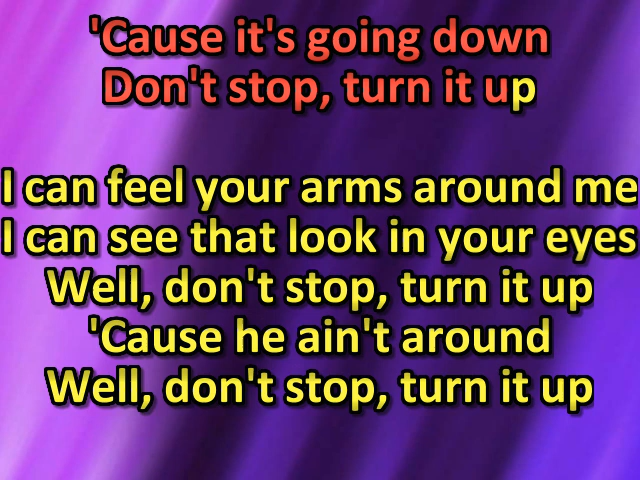 'Cause it's going down
Don't stop, turn it up
I can feel your arms around me
I can see that look in your eyes
Well, don't stop, turn it up
'Cause he ain't around
Well, don't stop, turn it up